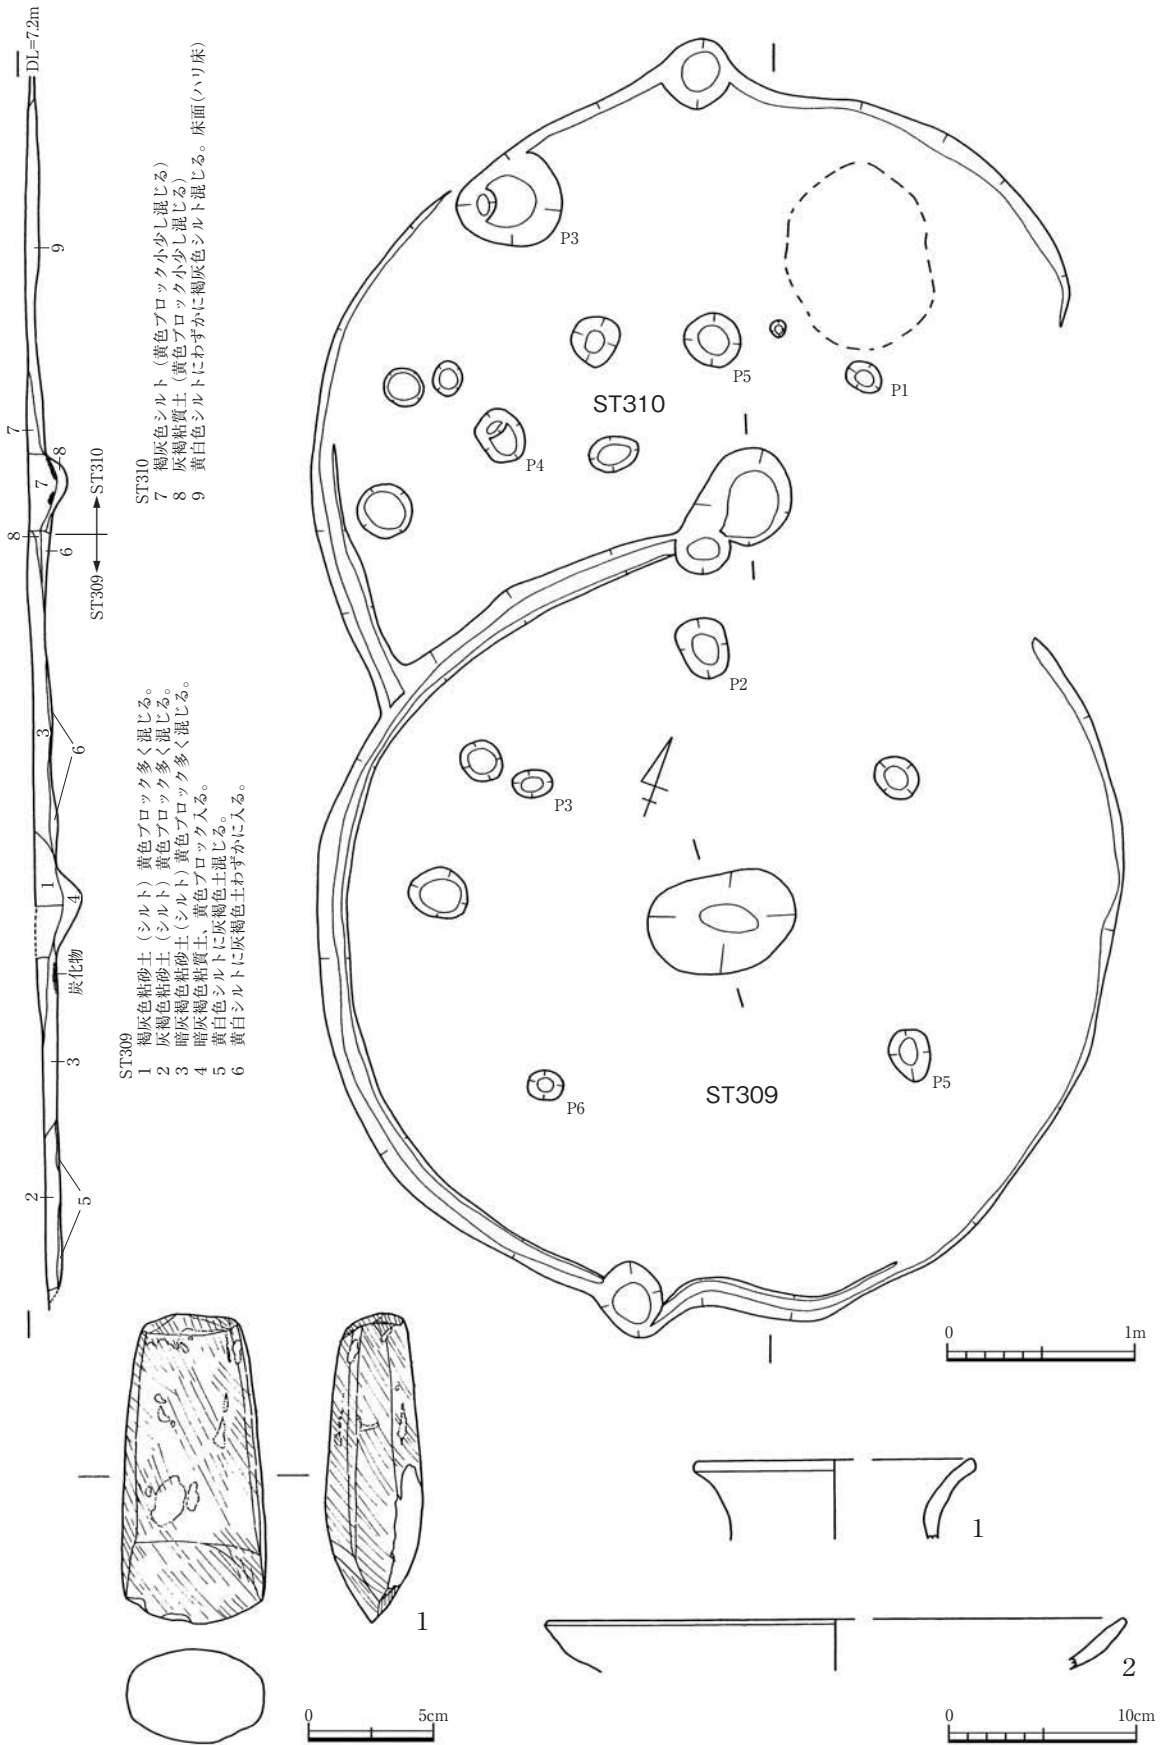 DL=7.2m
9
7
8
7
ST310
8
6
ST309
3
6
1
4
炭化物
3
2
5
ST310
7 褐灰色シルト（黄色ブロック小少し混じる）
8 灰褐粘質土（黄色ブロック小少し混じる）
9 黄白色シルトにわずかに褐灰色シルト混じる。床面(ハリ床)
ST309
1 褐灰色粘砂土（シルト）黄色ブロック多く混じる。
2 灰褐色粘砂土（シルト）黄色ブロック多く混じる。
3 暗灰褐色粘砂土(シルト)黄色ブロック多く混じる。
4 暗灰褐色粘質土、黄色ブロック入る。
5 黄白色シルトに灰褐色土混じる。
6 黄白シルトに灰褐色土わずかに入る。
P3
P5
P1
ST310
P4
P2
P3
P5
P6
ST309
0 1m
1
1
2
0 5cm
0 10cm